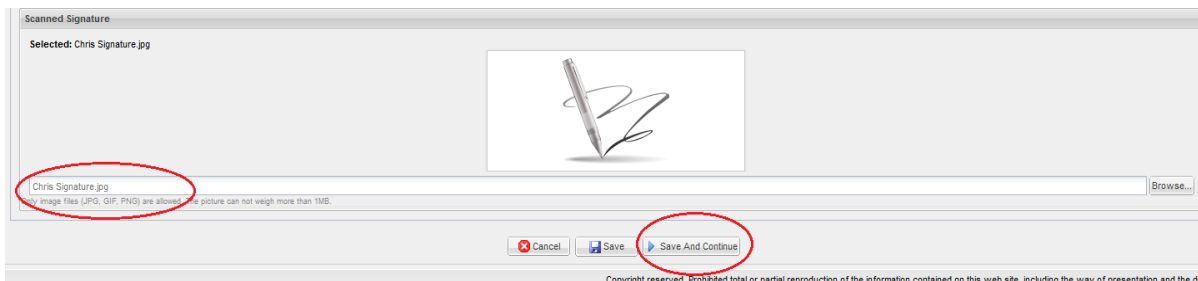 Scanned Signature
Selected: Chris Signature.jpg
Chris Signature.jpg
Browse...
Only image files (JPG, GIF, PNG) are allowed. The picture can not weigh more than 1MB.
Cancel Save Save And Continue
Copyright reserved. Prohibited total or partial reproduction of the information contained on this web site, including the way of presentation and the d